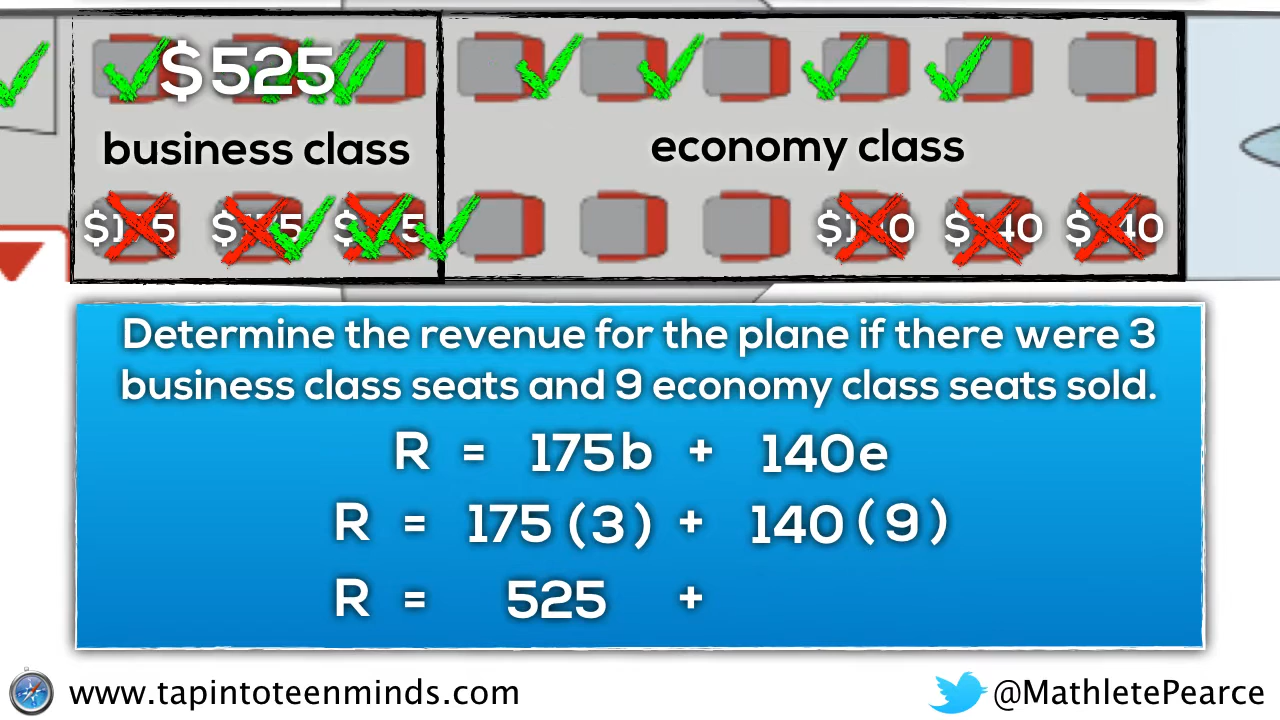 $525
business class
economy class
Determine the revenue for the plane if there were 3
business class seats and 9 economy class seats sold.
R = 175b + 140e
R = 175(3) + 140(9)
R = 525 +
www.tapintoteenminds.com
@MathletePearce